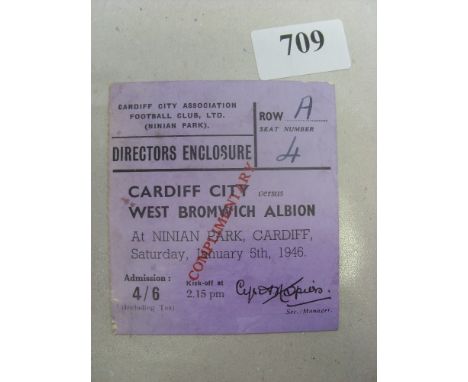 709
CARDIFF CITY ASSOCIATION
FOOTBALL CLUB, LTD.
(NINIAN PARK).
ROW A
SEAT NUMBER
4
DIRECTORS ENCLOSURE
CARDIFF CITY versus
WEST BROMWICH ALBION
At NINIAN PARK, CARDIFF,
Saturday, January 5th, 1946.
COMPLIMENTARY
Admission :
4/6
(Including Tax)
Kick-off at
2.15 pm
Sec./Manager.